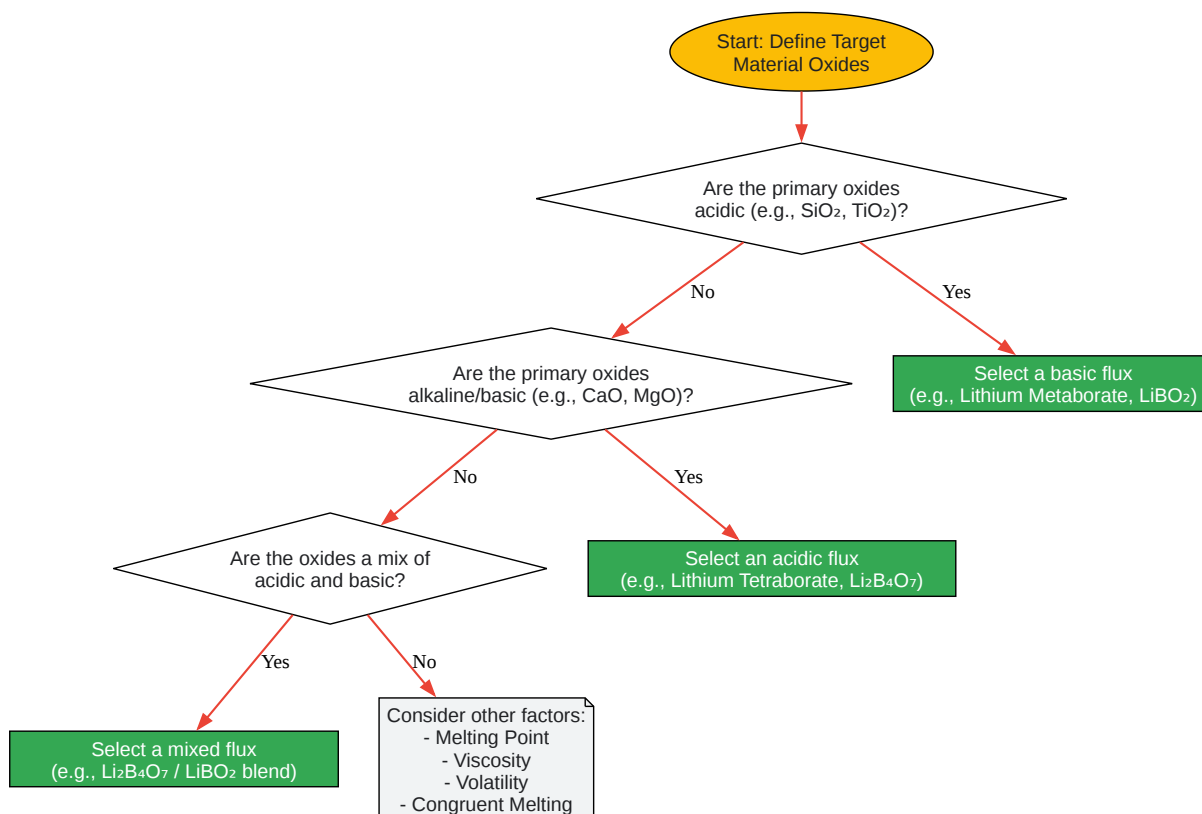 Start: Define Target
Material Oxides
Are the primary oxides
acidic (e.g., SiO₂, TiO₂)?
No
Yes
Are the primary oxides
alkaline/basic (e.g., CaO, MgO)?
Select a basic flux
(e.g., Lithium Metaborate, LiBO₂)
No
Yes
Are the oxides a mix of
acidic and basic?
Select an acidic flux
(e.g., Lithium Tetraborate, Li₂B₄O₇)
Yes
No
Select a mixed flux
(e.g., Li₂B₄O₇ / LiBO₂ blend)
Consider other factors:
- Melting Point
- Viscosity
- Volatility
- Congruent Melting